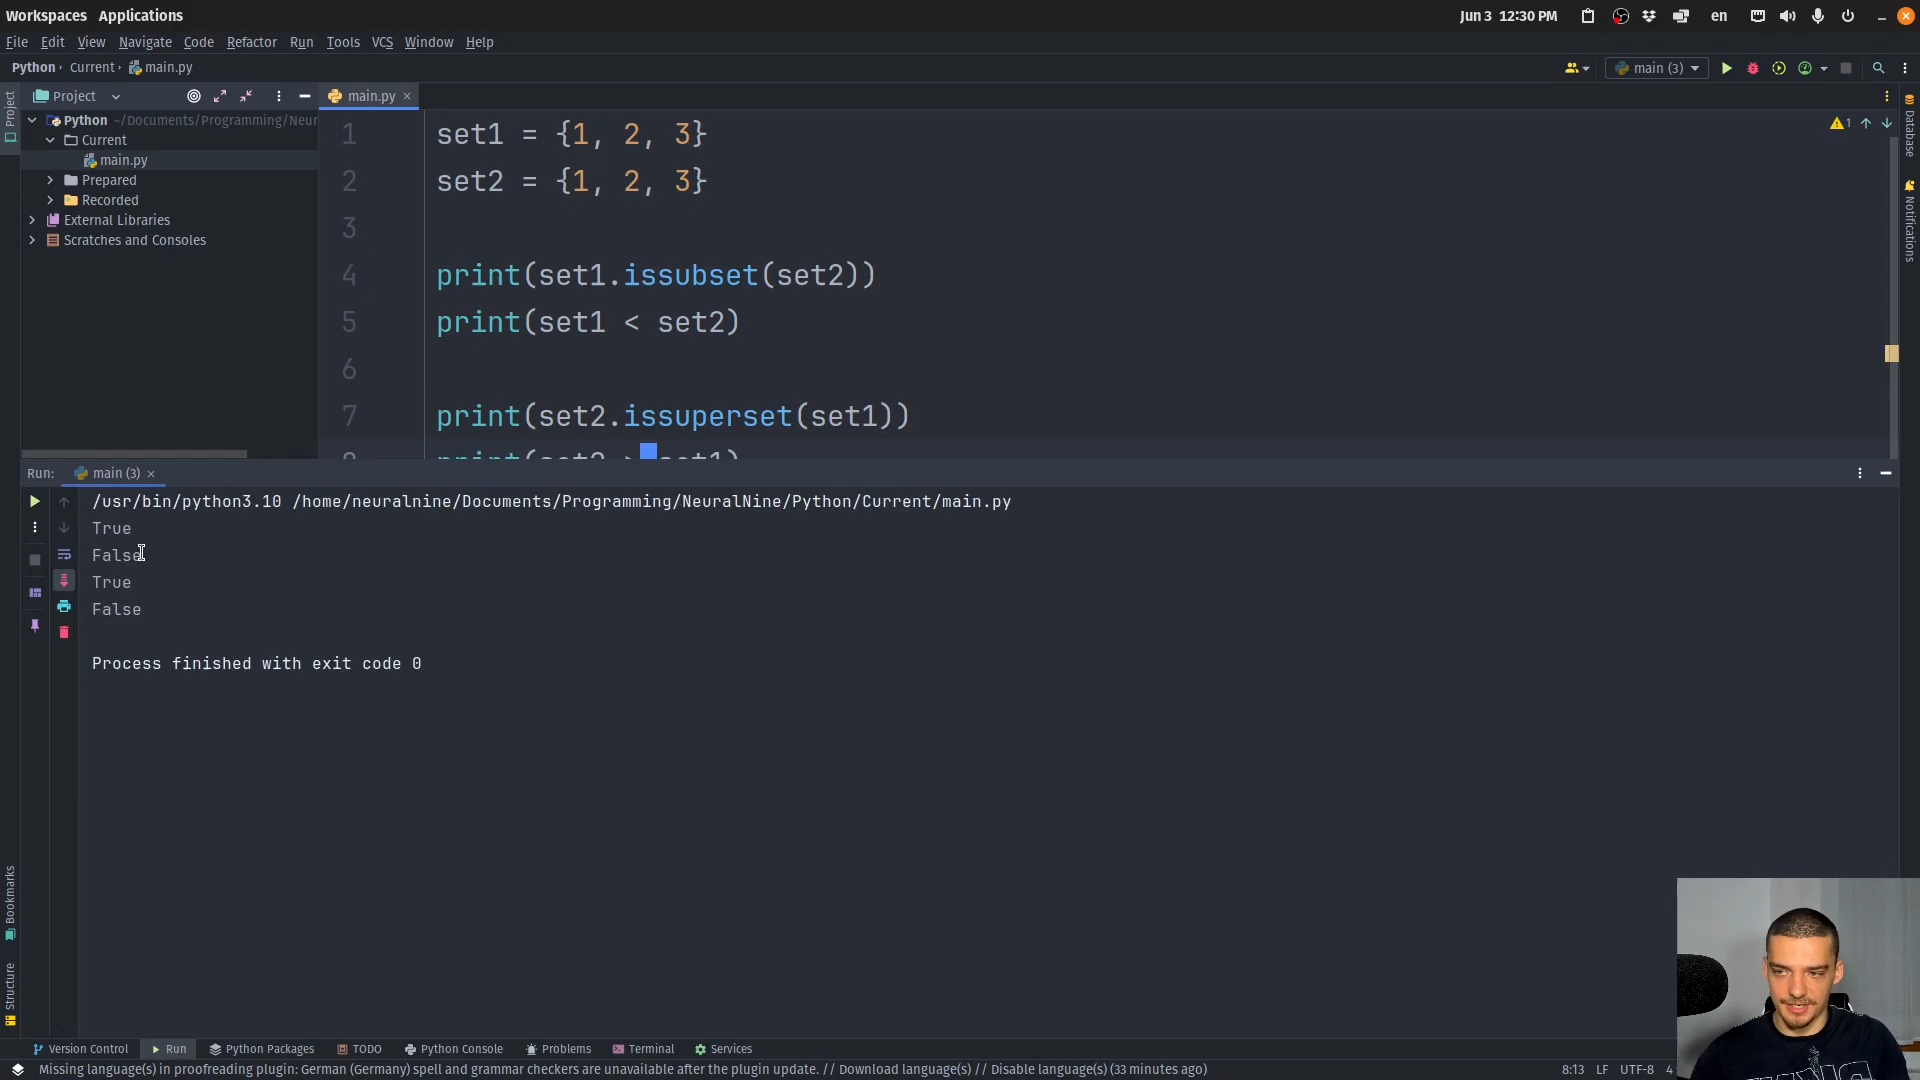 Workspaces Applications Jun 3 12:30 PM en
File Edit View Navigate Code Refactor Run Tools VCS Window Help
Python Current main.py main (3)
Project main.py
Python ~/Documents/Programming/Neur
Current
main.py
Prepared
Recorded
External Libraries
Scratches and Consoles
Project
Bookmarks
Structure
Database
Notifications
1
1 set1 = {1, 2, 3}
2 set2 = {1, 2, 3}
3
4 print(set1.issubset(set2))
5 print(set1 < set2)
6
7 print(set2.issuperset(set1))
8 print(set2 > set1)
Run: main (3)
/usr/bin/python3.10 /home/neuralnine/Documents/Programming/NeuralNine/Python/Current/main.py
True
False
True
False
Process finished with exit code 0
Version Control Run Python Packages TODO Python Console Problems Terminal Services
Missing language(s) in proofreading plugin: German (Germany) spell and grammar checkers are unavailable after the plugin update. // Download language(s) // Disable language(s) (33 minutes ago) 8:13 LF UTF-8 4